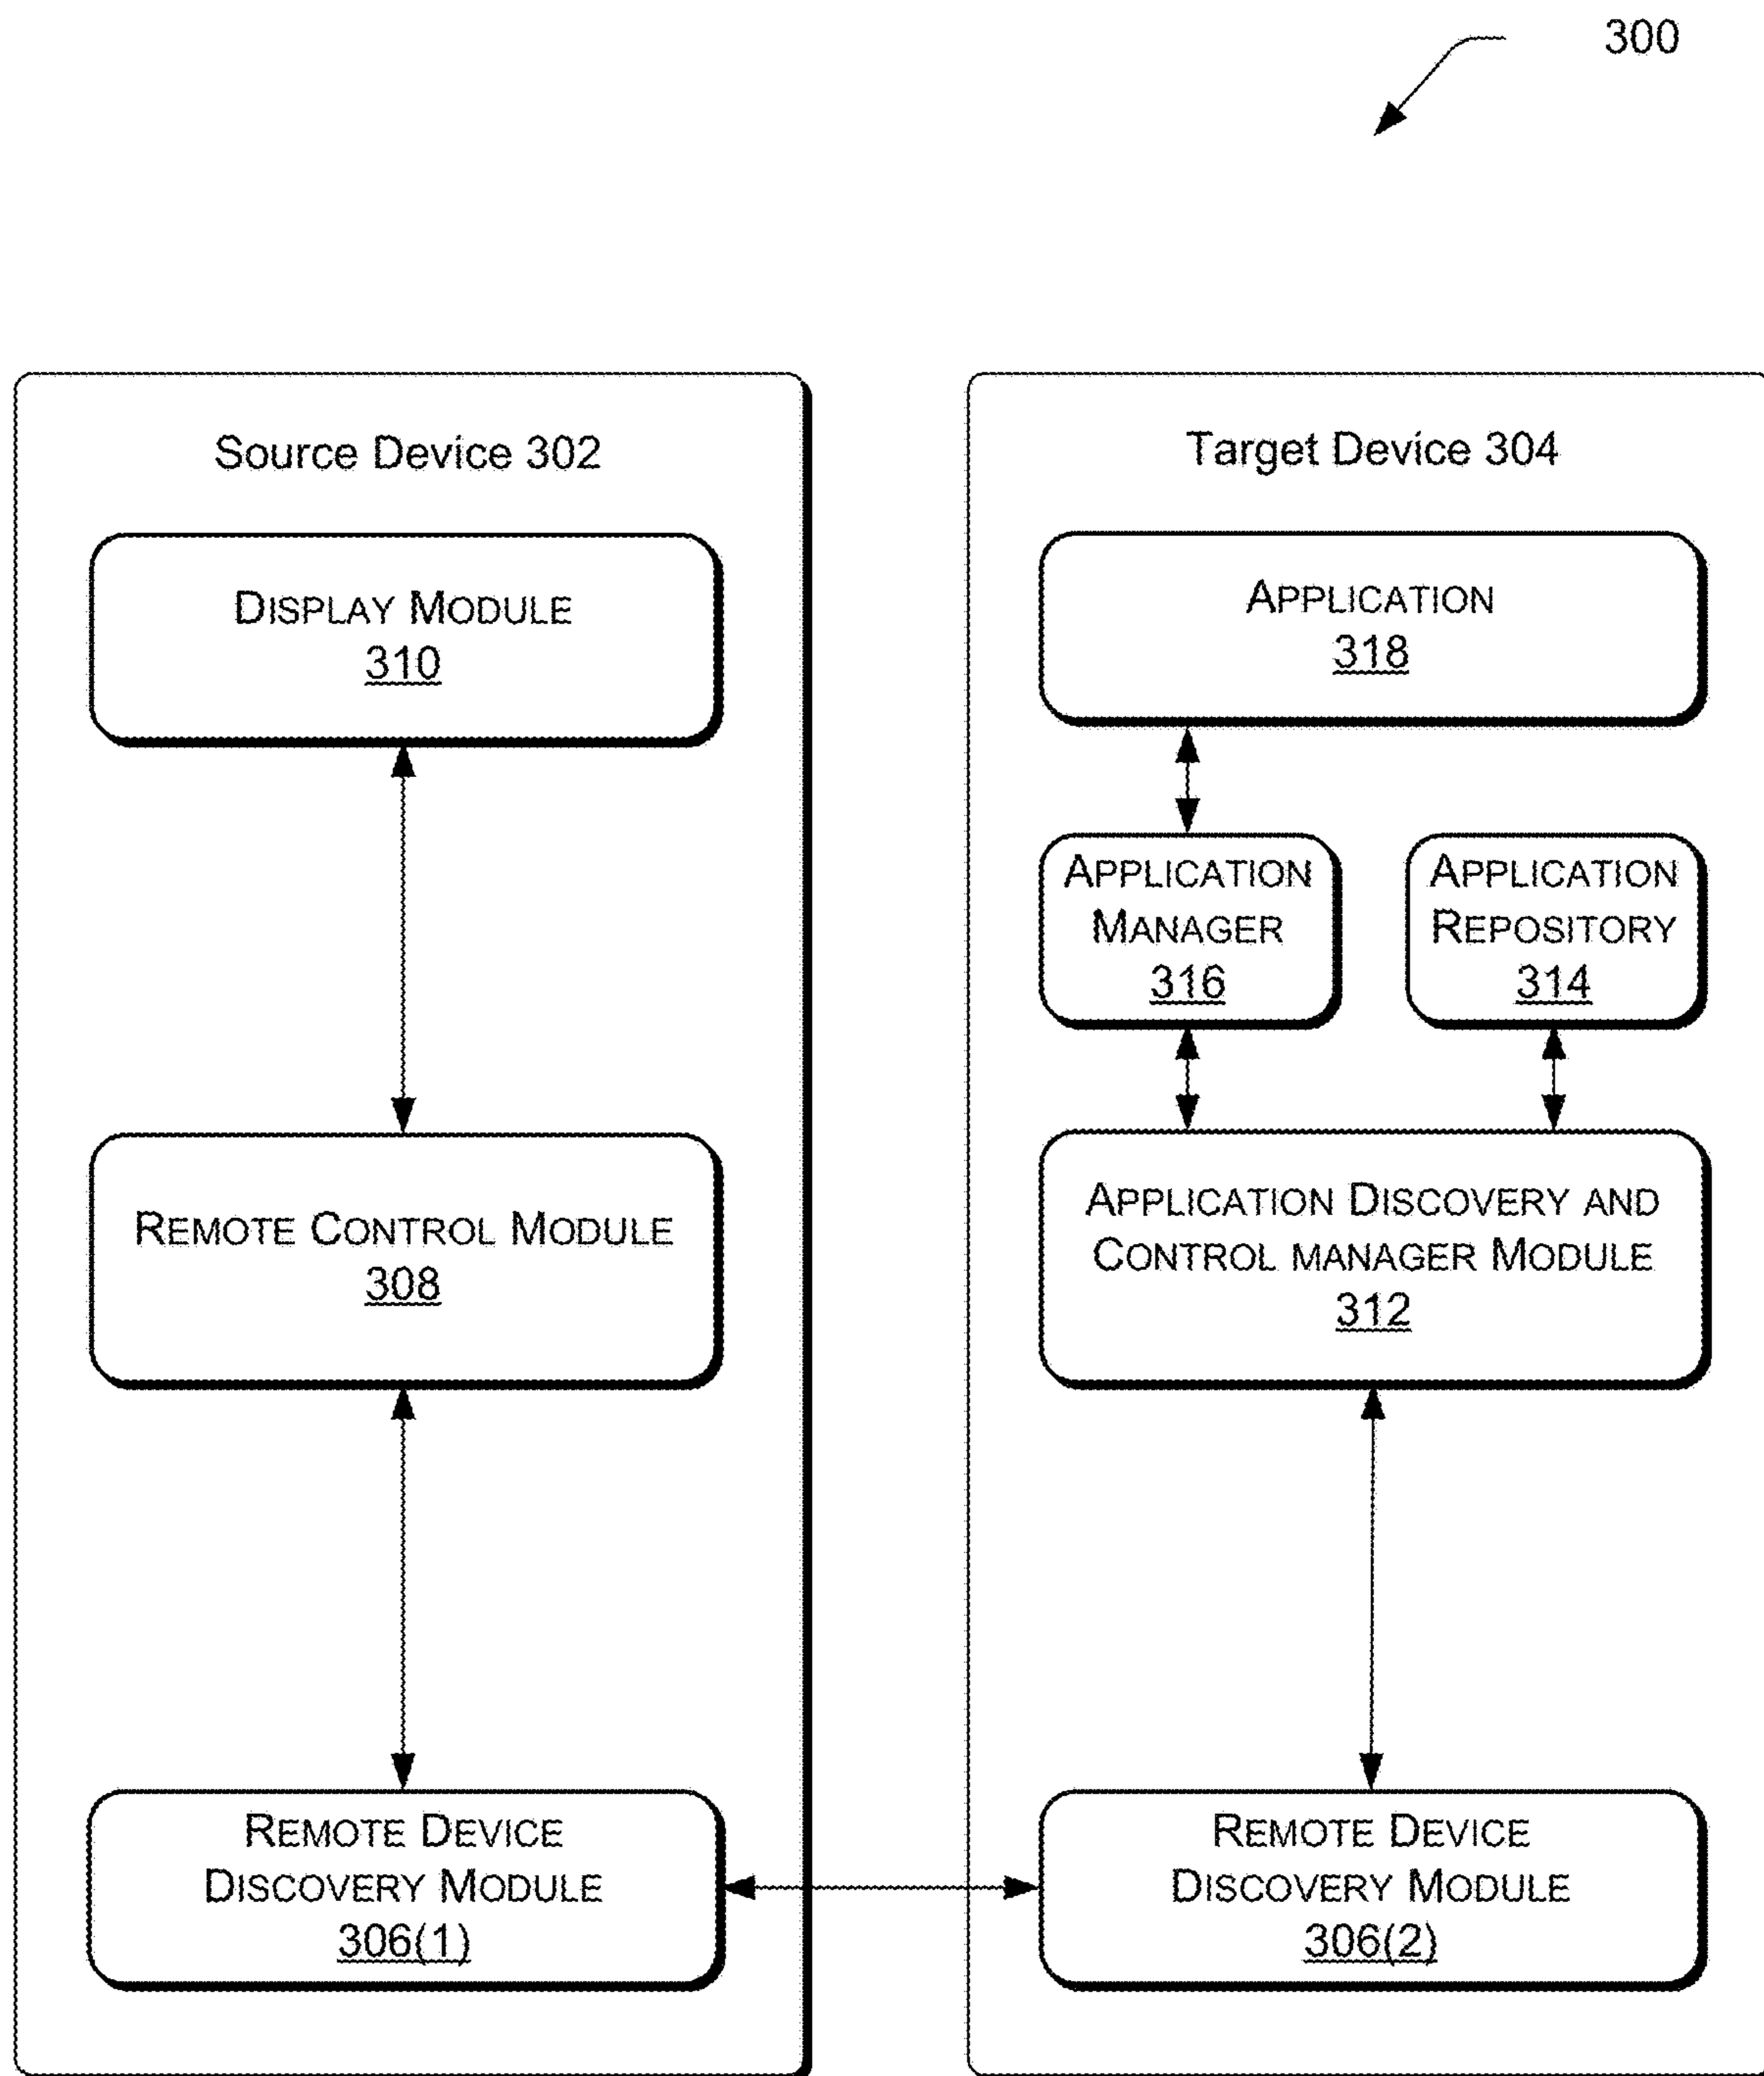 300
Source Device 302
DISPLAY MODULE
310
REMOTE CONTROL MODULE
308
REMOTE DEVICE
DISCOVERY MODULE
306(1)
Target Device 304
APPLICATION
318
APPLICATION
MANAGER
316
APPLICATION
REPOSITORY
314
APPLICATION DISCOVERY AND
CONTROL MANAGER MODULE
312
REMOTE DEVICE
DISCOVERY MODULE
306(2)